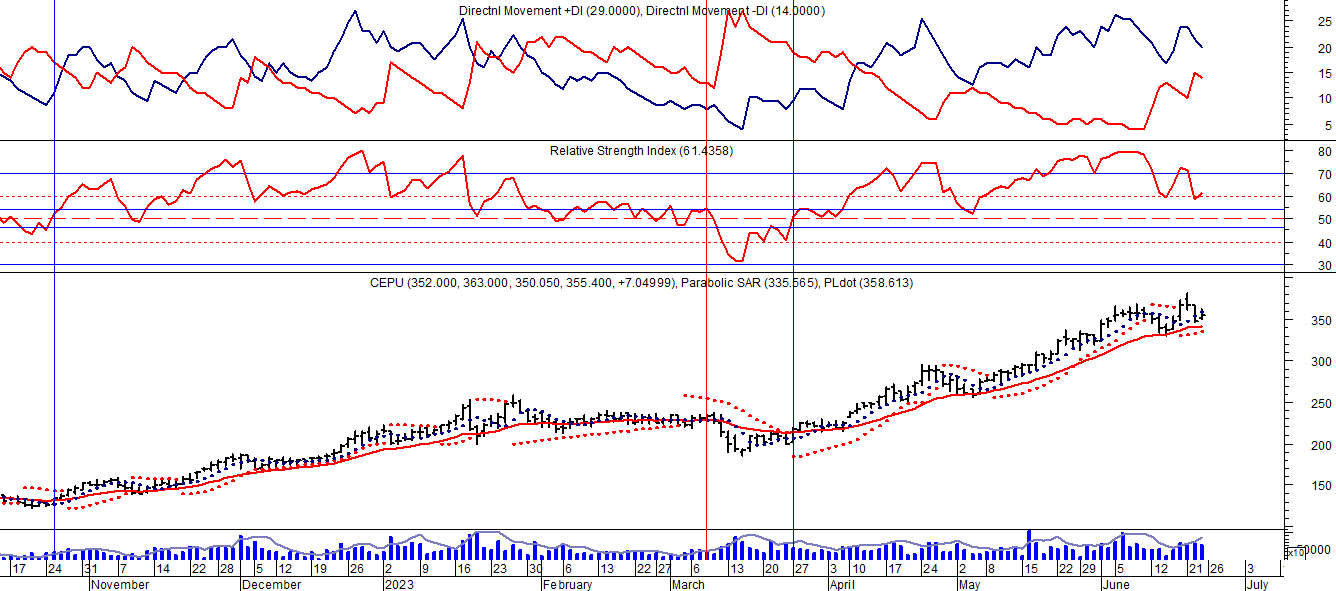 Directnl Movement +DI (29.0000), Directnl Movement -DI (14.0000)
25
20
15
10
5
Relative Strength Index (61.4358)
80
70
60
50
40
30
CEPU (352.000, 363.000, 350.050, 355.400, +7.04999), Parabolic SAR (335.565), PLdot (358.613)
350
300
250
200
150
50000
x10
17 24 31 7 14 22 28 5 12 19 26 2 9 16 23 30 6 13 22 27 6 13 20 27 3 10 17 24 2 8 15 22 29 5 12 21 26 3
November December 2023 February March April May June July